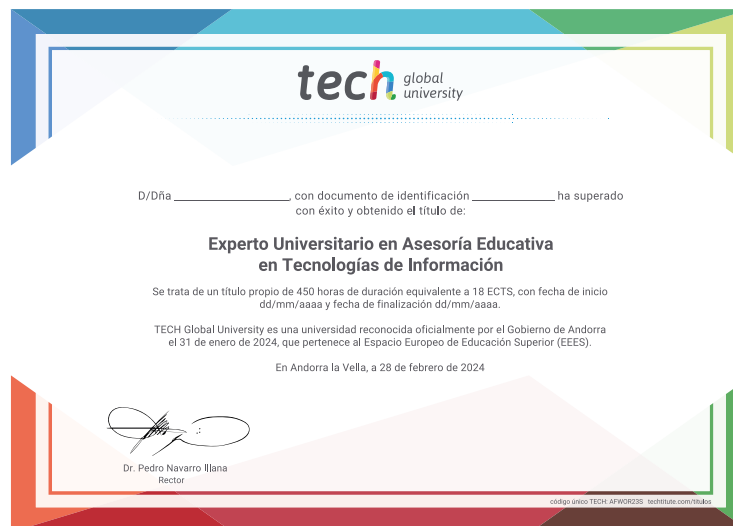 tech global university
D/Dña ____________________, con documento de identificación ______________ ha superado
con éxito y obtenido el título de:
Experto Universitario en Asesoría Educativa
en Tecnologías de Información
Se trata de un título propio de 450 horas de duración equivalente a 18 ECTS, con fecha de inicio
dd/mm/aaaa y fecha de finalización dd/mm/aaaa.
TECH Global University es una universidad reconocida oficialmente por el Gobierno de Andorra
el 31 de enero de 2024, que pertenece al Espacio Europeo de Educación Superior (EEES).
En Andorra la Vella, a 28 de febrero de 2024
Dr. Pedro Navarro Illana
Rector
código único TECH: AFWOR23S techtitute.com/titulos